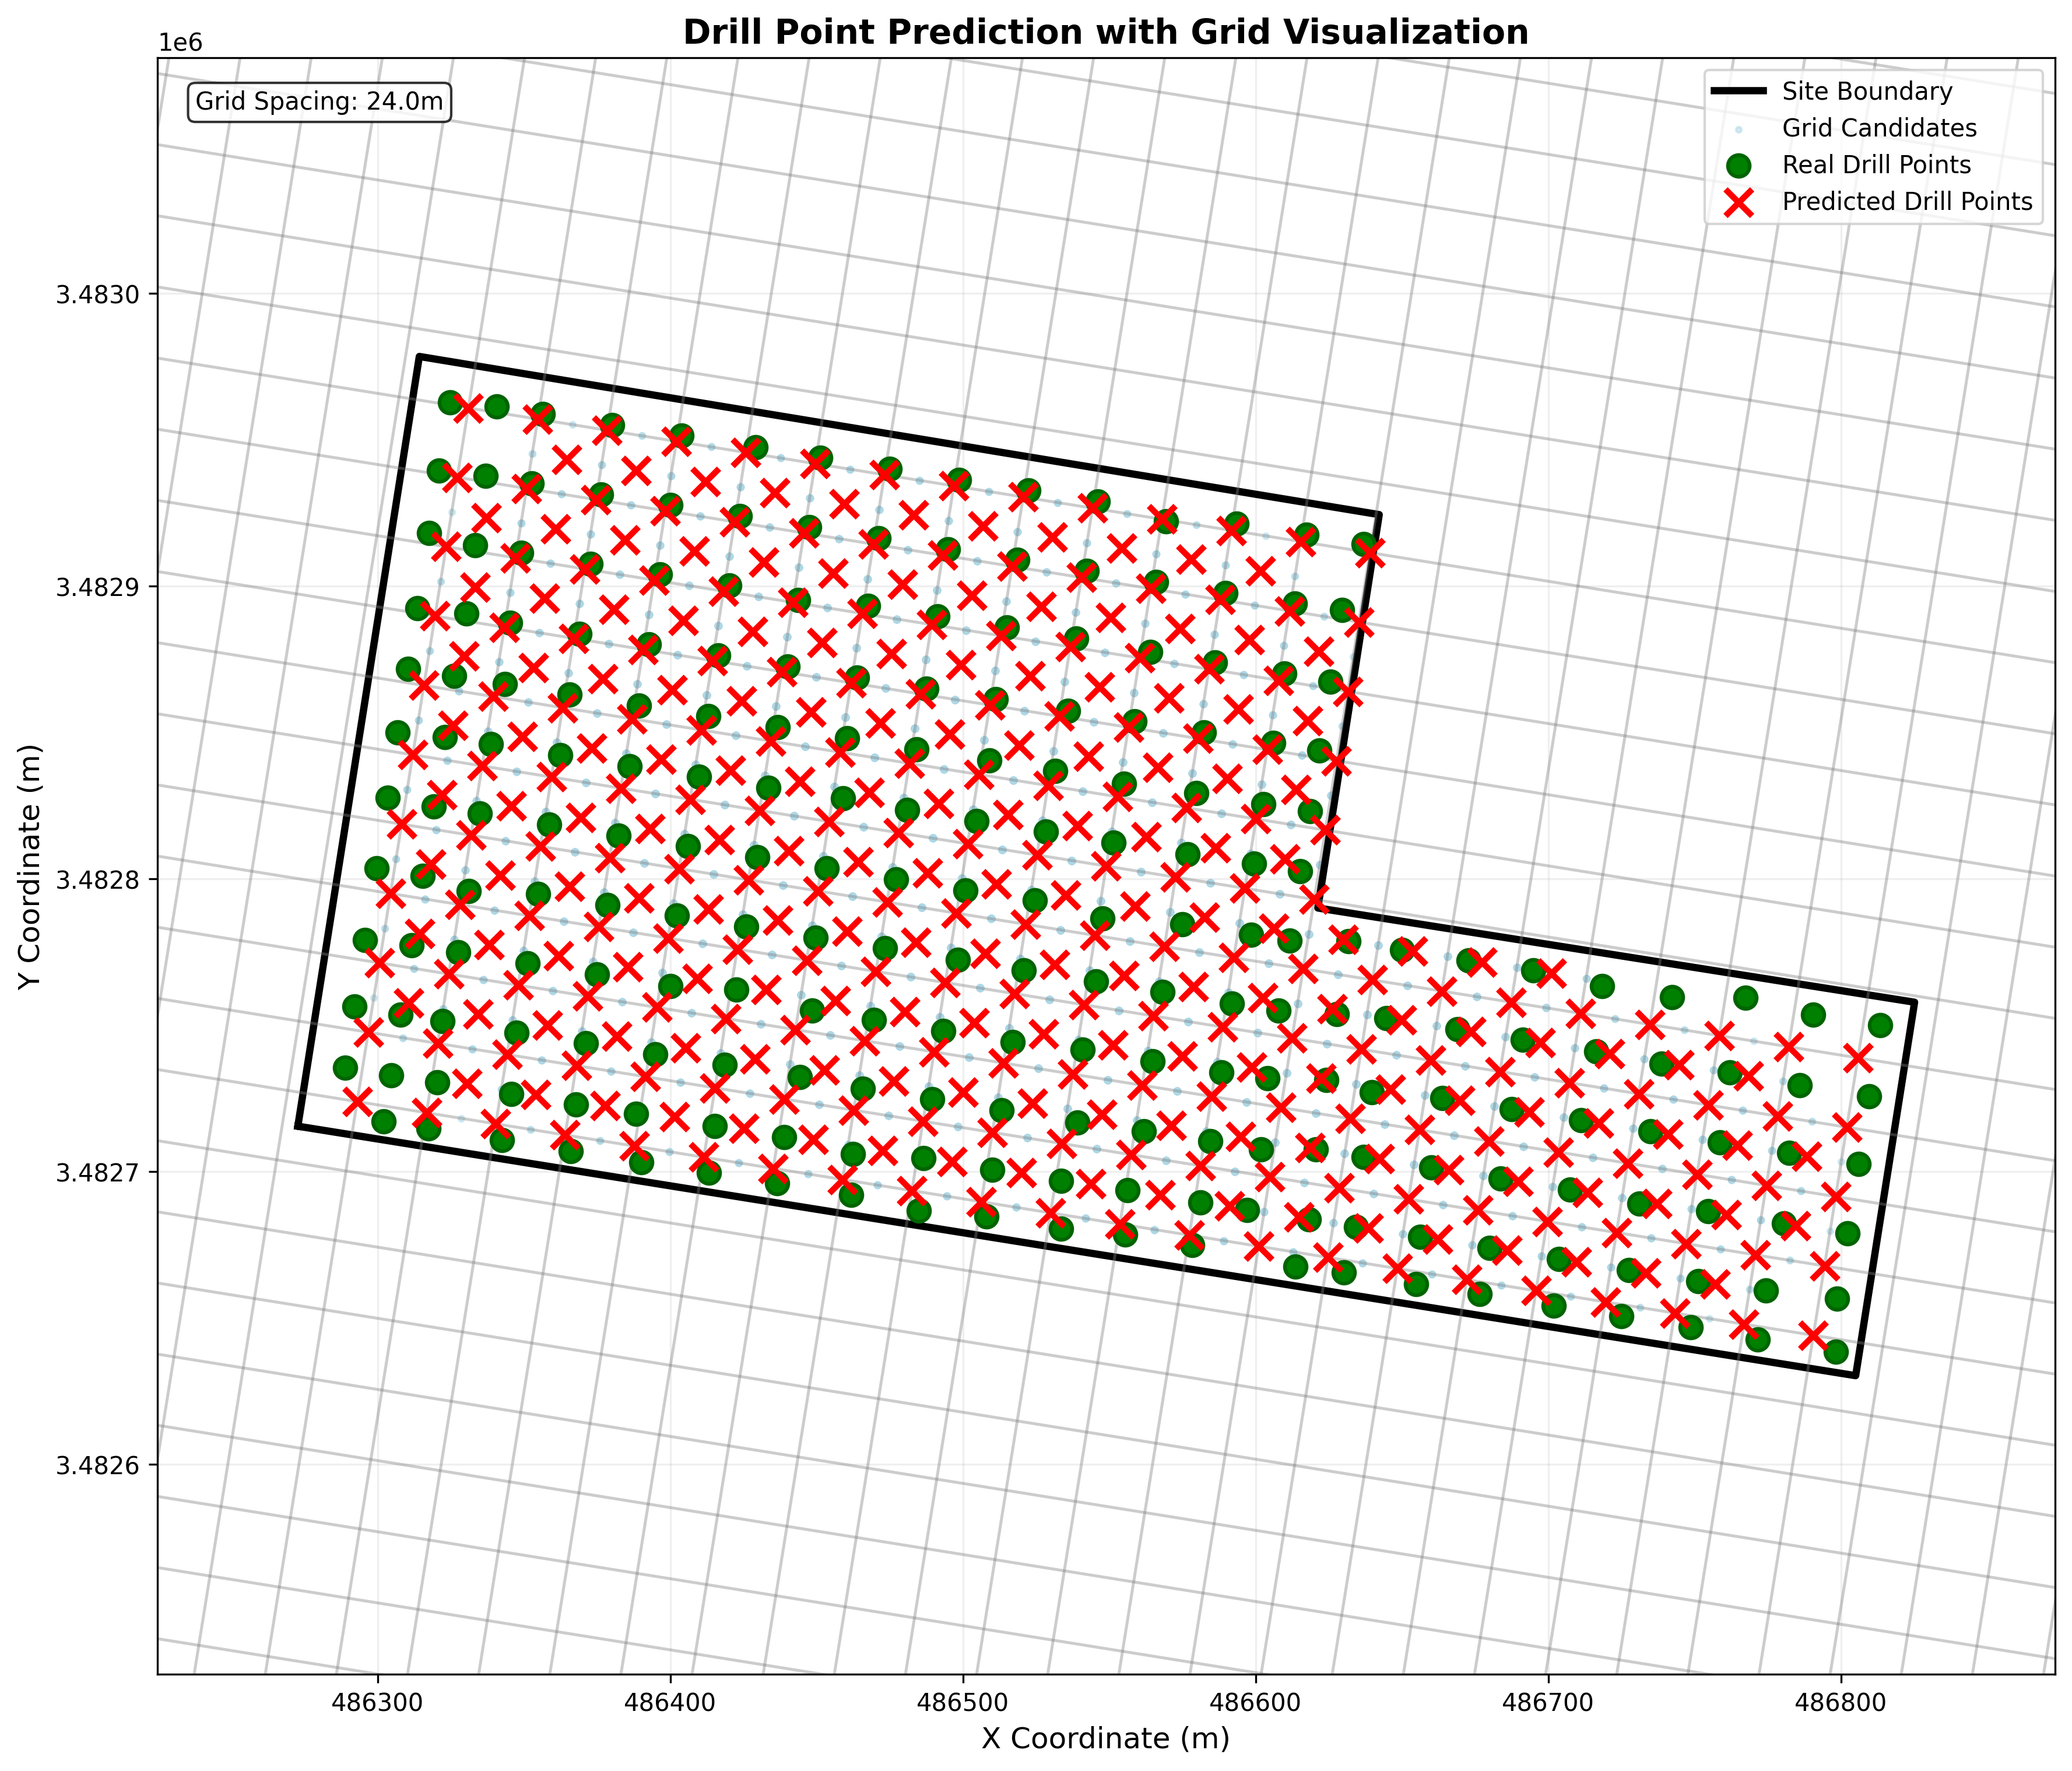 Drill Point Prediction with Grid Visualization
1e6
Grid Spacing: 24.0m
Site Boundary
Grid Candidates
Real Drill Points
Predicted Drill Points
3.4830
3.4829
3.4828
3.4827
3.4826
Y Coordinate (m)
486300 486400 486500 486600 486700 486800
X Coordinate (m)